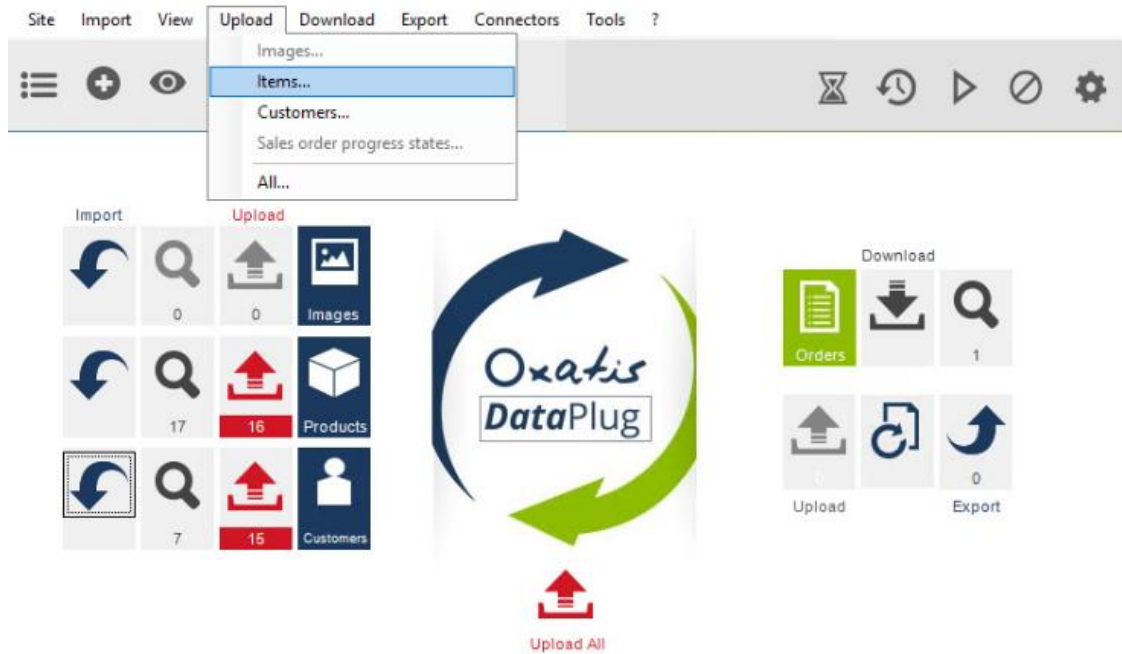 Site Import View Upload Download Export Connectors Tools ?
Images...
Items...
Customers...
Sales order progress states...
All...
Import Upload
0 0 Images
17 16 Products
7 15 Customers
Oxatis
DataPlug
Upload All
Download
Orders 1
0 0
Upload Export